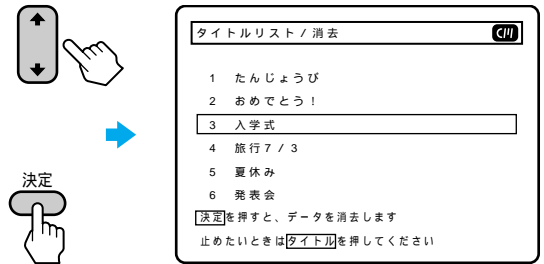 タイトルリスト/消去 CM
1 たんじょうび
2 おめでとう!
3 入学式
4 旅行7/3
5 夏休み
6 発表会
決定を押すと、データを消去します
止めたいときはタイトルを押してください
決定